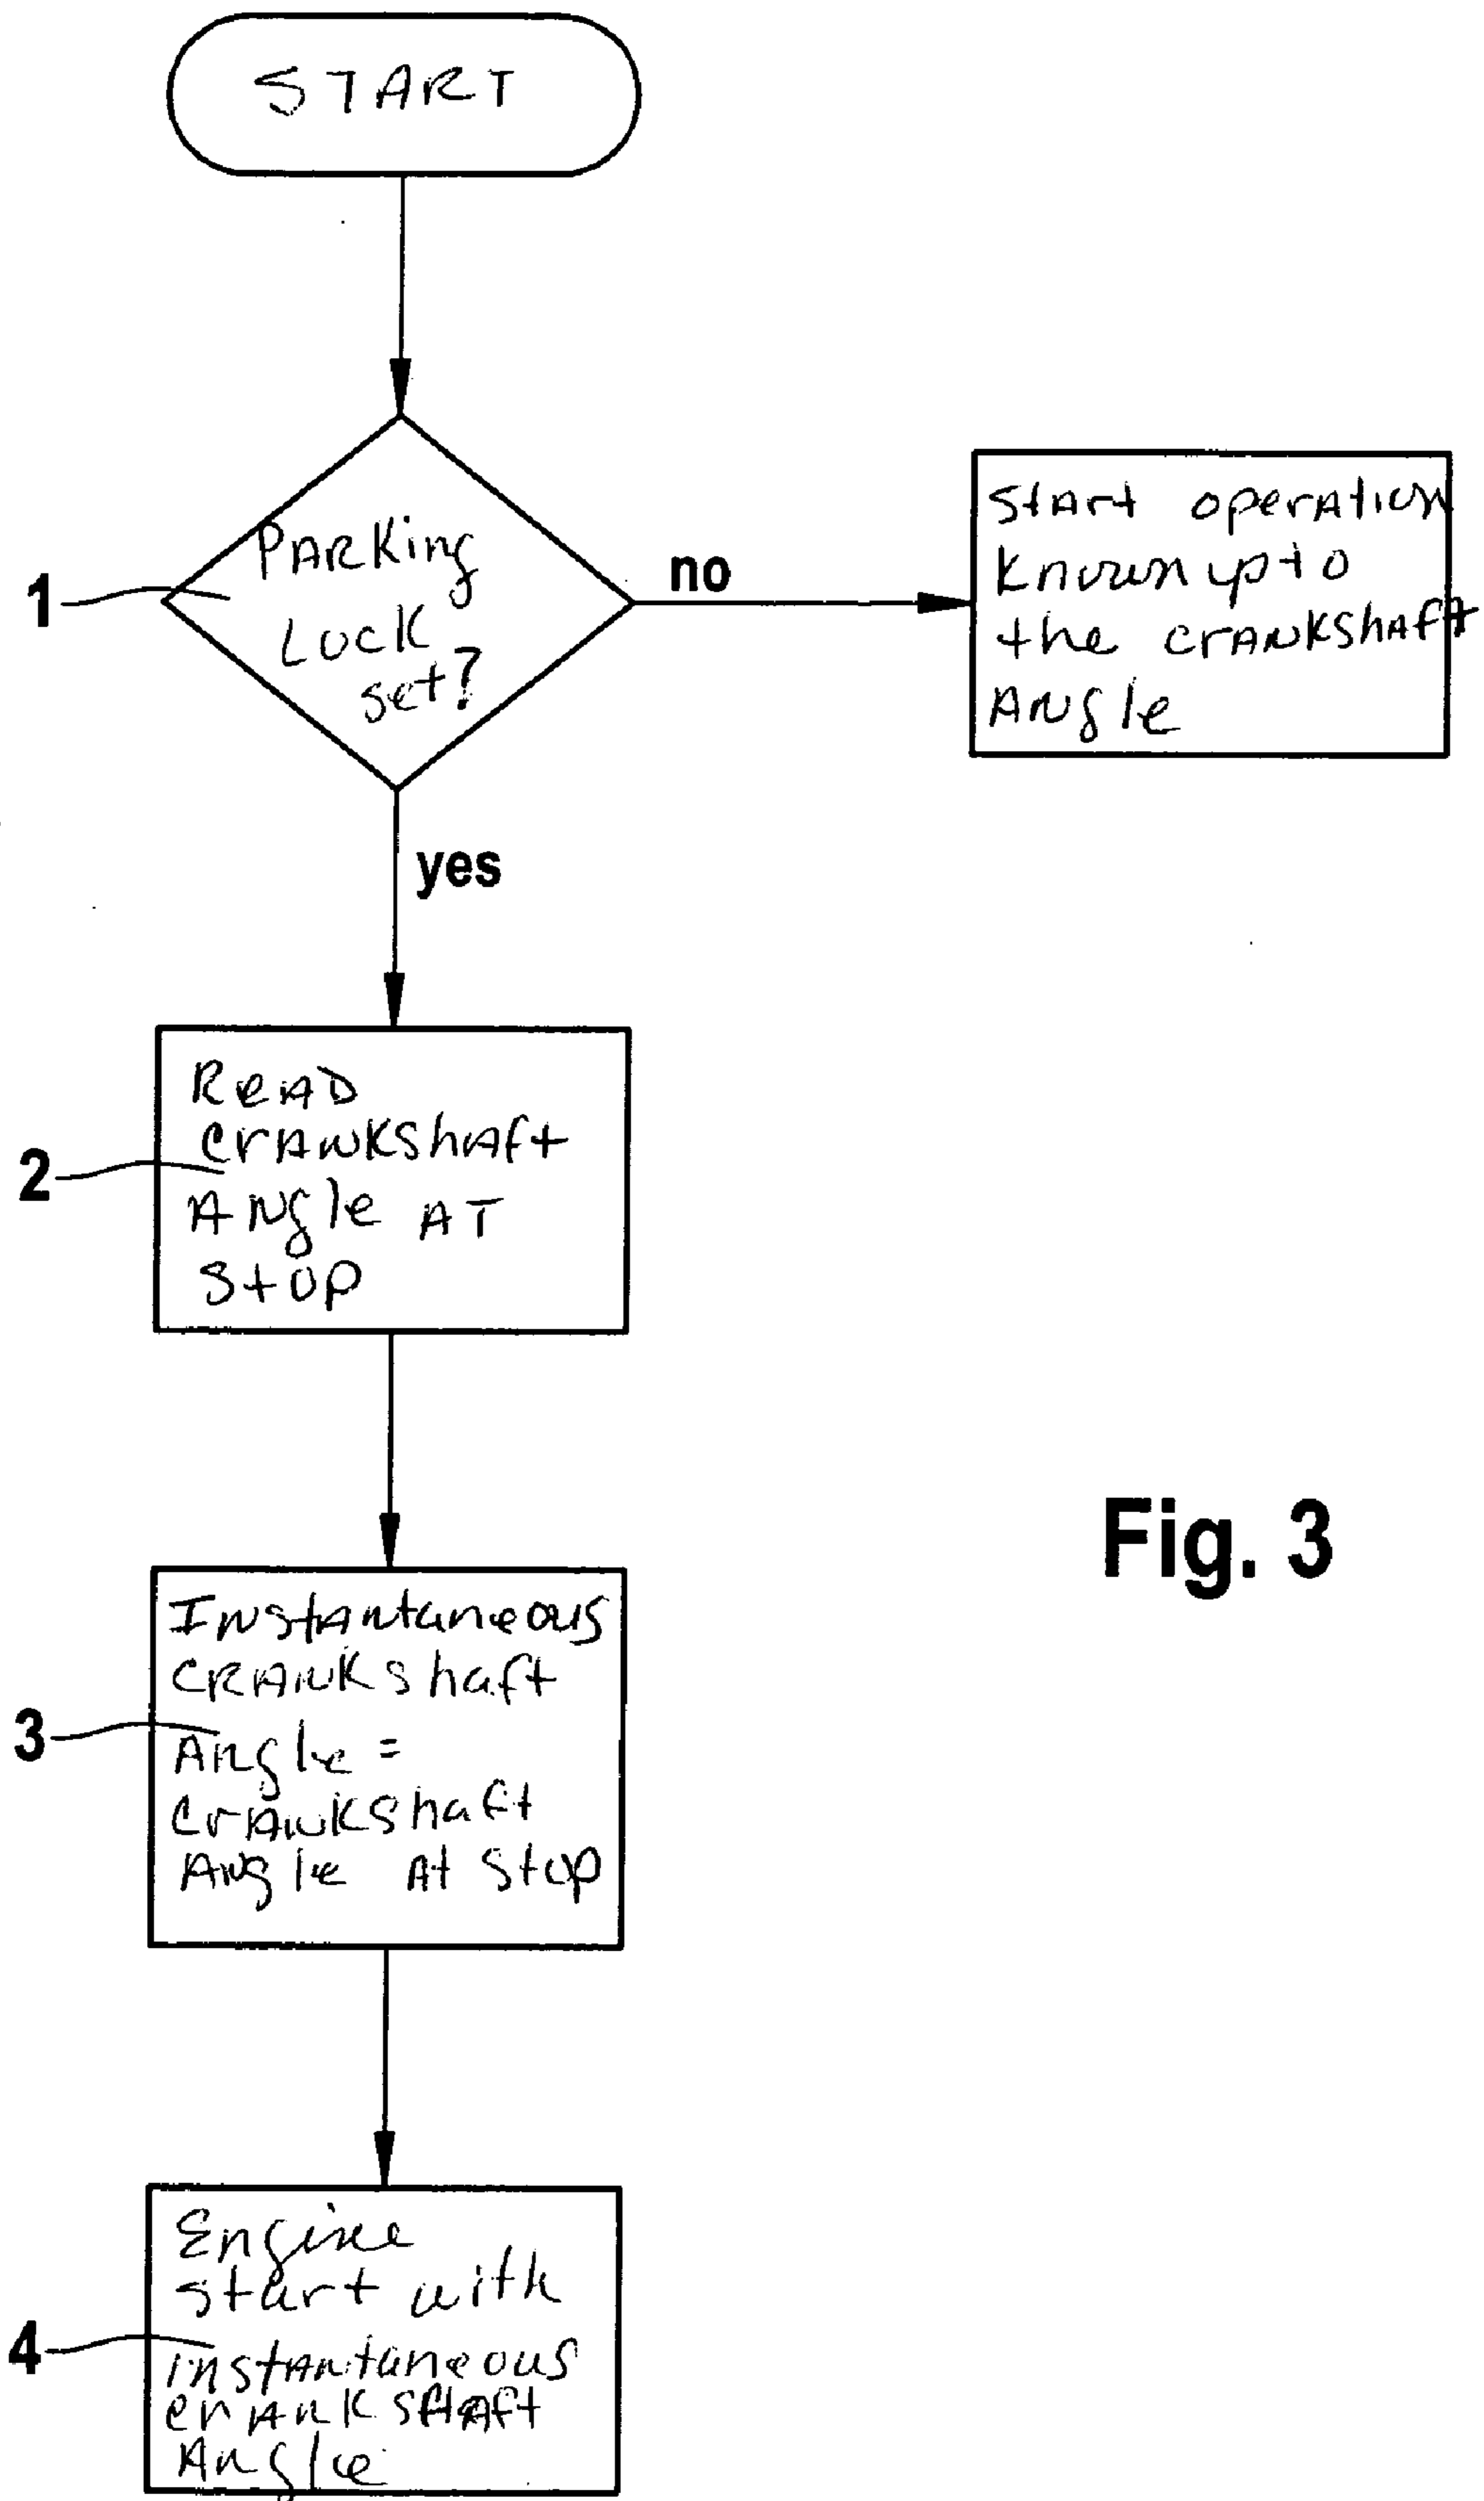 START
1
Parking
Lock
set?
no
Start operation
known up to
the crankshaft
Angle
yes
2
Read
crankshaft
Angle AT
Stop
3
Instantaneous
crankshaft
Angle =
crankshaft
Angle At Stop
Fig. 3
4
Engine
start with
instantaneous
crankshaft
Angle